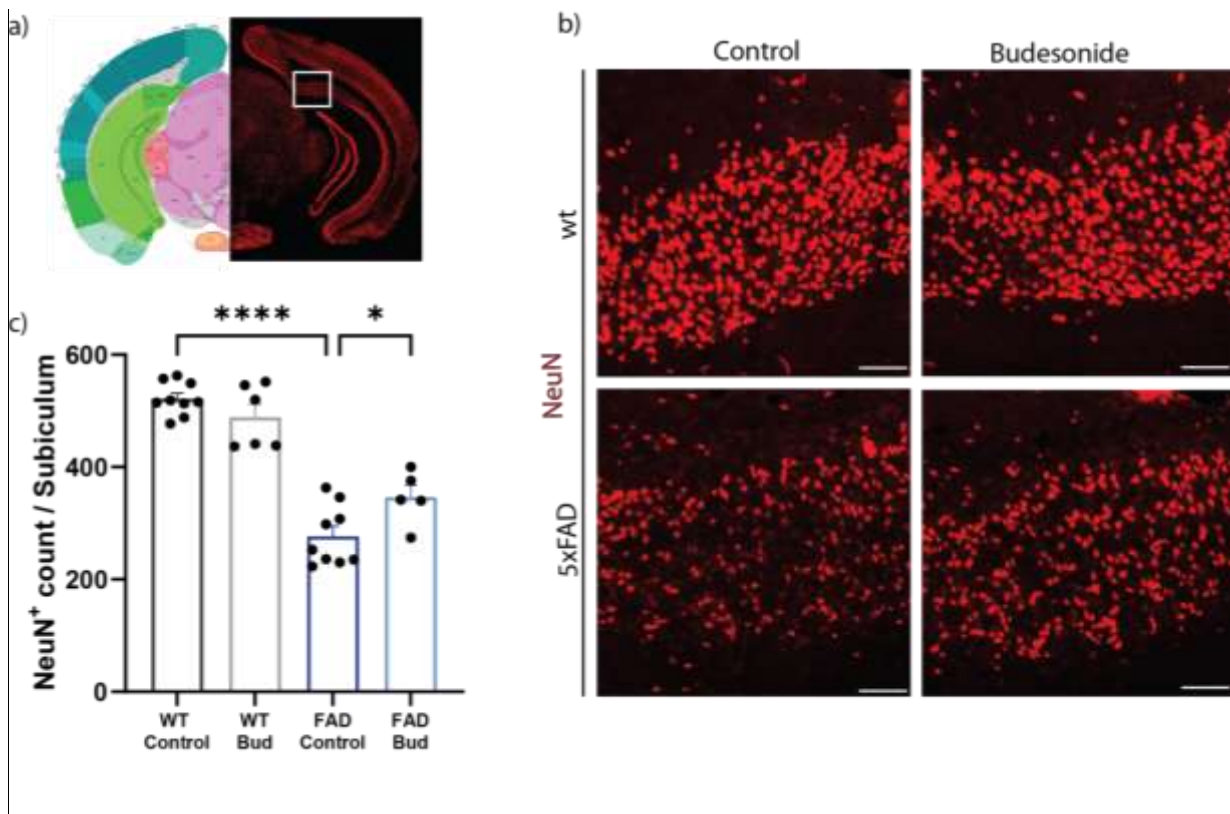 a)
b)
Control Budesonide
wt
5xFAD
NeuN
c)
**** *
NeuN+ count / Subiculum
600
400
200
0
WT Control
WT Bud
FAD Control
FAD Bud